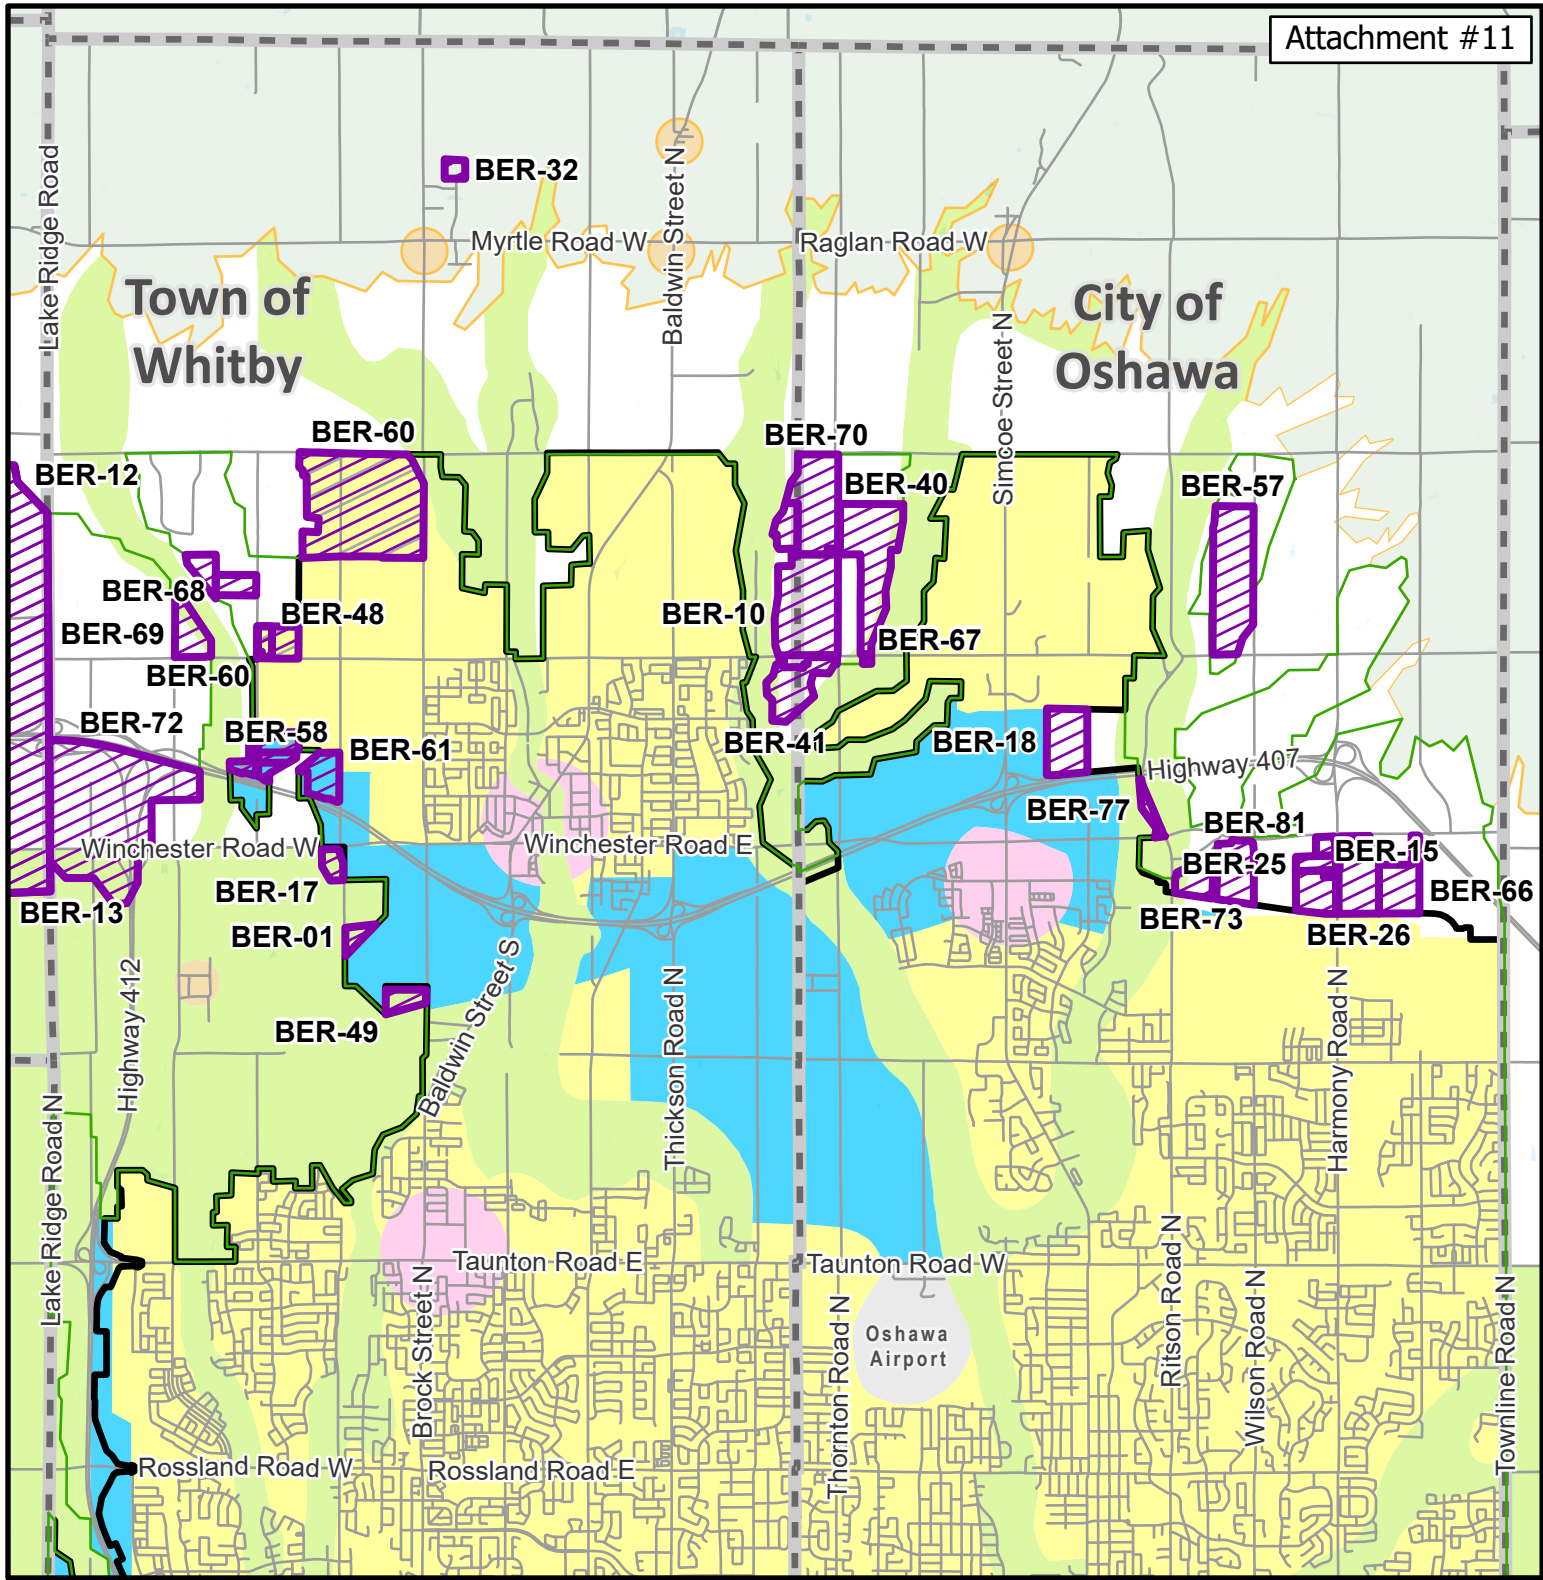 Attachment #11
BER-32
Lake Ridge Road
Baldwin Street N
Myrtle Road W
Raglan Road W
Town of
Whitby
City of
Oshawa
Simcoe Street N
BER-60
BER-70
BER-12
BER-40
BER-57
BER-68
BER-48
BER-10
BER-69
BER-67
BER-60
BER-72
BER-58
BER-61
BER-41
BER-18
Highway 407
BER-77
BER-81
Winchester Road W
Winchester Road E
BER-15
BER-25
BER-17
BER-66
BER-13
BER-73
BER-01
BER-26
Highway 412
Baldwin Street S
Thickson Road N
Harmony Road N
BER-49
Lake Ridge Road N
Taunton Road E
Taunton Road W
Brock Street N
Thornton Road N
Oshawa
Airport
Ritson Road N
Wilson Road N
Townline Road N
Rossland Road W
Rossland Road E